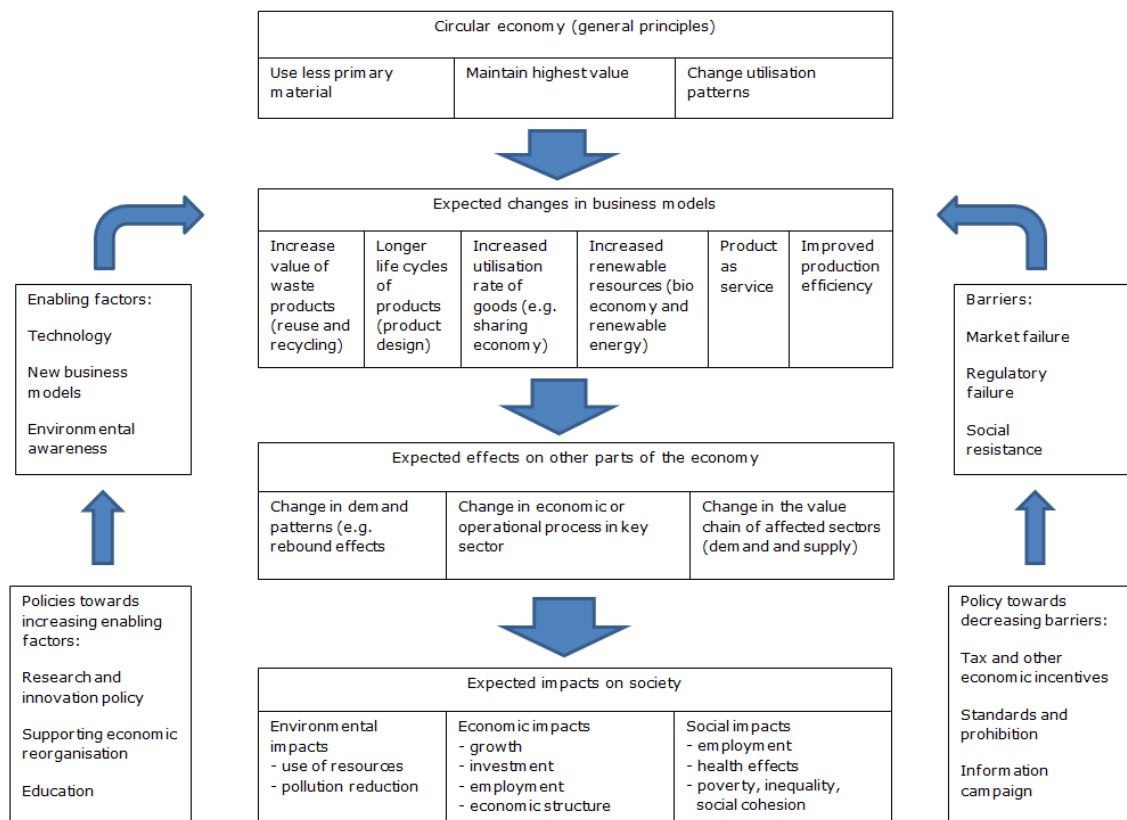 Circular economy (general principles)
Use less primary
material
Maintain highest value
Change utilisation
patterns
Expected changes in business models
Increase
value of
waste
products
(reuse and
recycling)
Longer
life cycles
of
products
(product
design)
Increased
utilisation
rate of
goods (e.g.
sharing
economy)
Increased
renewable
resources (bio
economy and
renewable
energy)
Product
as
service
Improved
production
efficiency
Enabling factors:
Technology
New business
models
Environmental
awareness
Barriers:
Market failure
Regulatory
failure
Social
resistance
Expected effects on other parts of the economy
Change in demand
patterns (e.g.
rebound effects
Change in economic or
operational process in key
sector
Change in the value
chain of affected sectors
(demand and supply)
Policies towards
increasing enabling
factors:
Research and
innovation policy
Supporting economic
reorganisation
Education
Policy towards
decreasing barriers:
Tax and other
economic incentives
Standards and
prohibition
Information
campaign
Expected impacts on society
Environmental
impacts
- use of resources
- pollution reduction
Economic impacts
- growth
- investment
- employment
- economic structure
Social impacts
- employment
- health effects
- poverty, inequality,
social cohesion